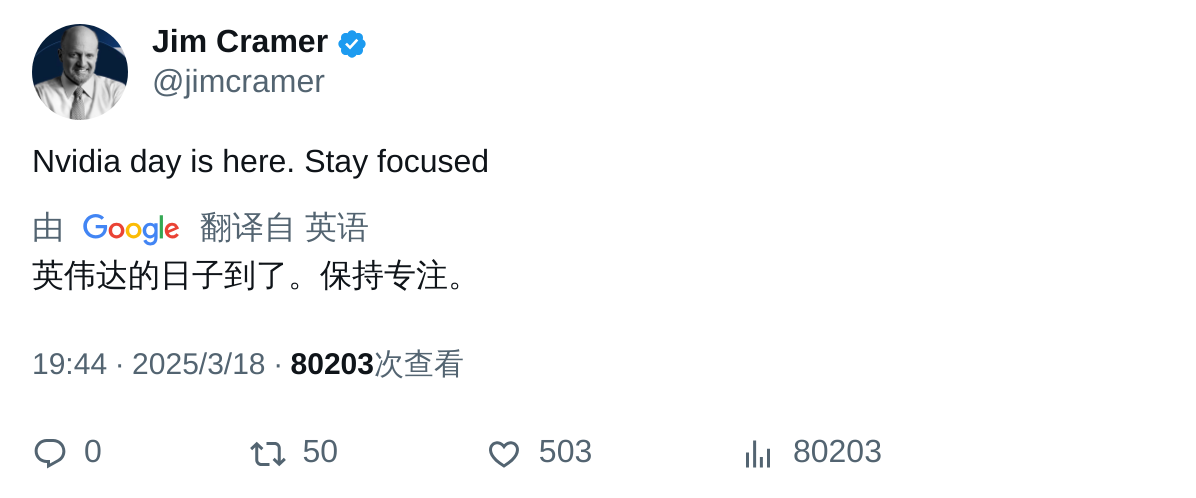 Jim Cramer
@jimcramer
Nvidia day is here. Stay focused
由 Google 翻译自 英语
英伟达的日子到了。保持专注。
19:44 · 2025/3/18 · 80203次查看
0 50 503 80203